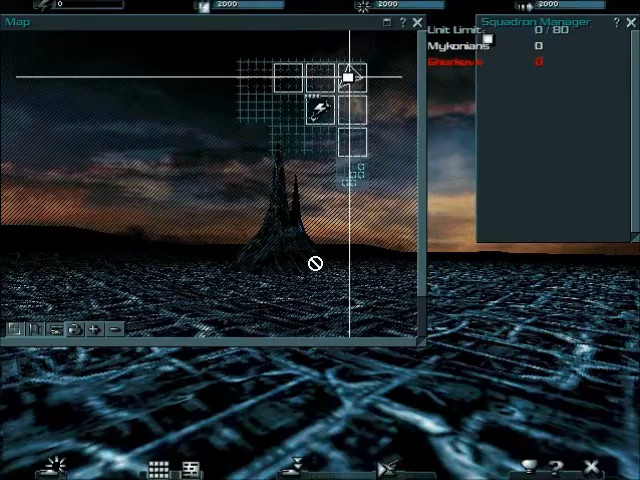 0 2000 2000 2000
Map ?
Squadron Manager ?
Unit Limit: 0 / 80
Mykonians 0
0
?